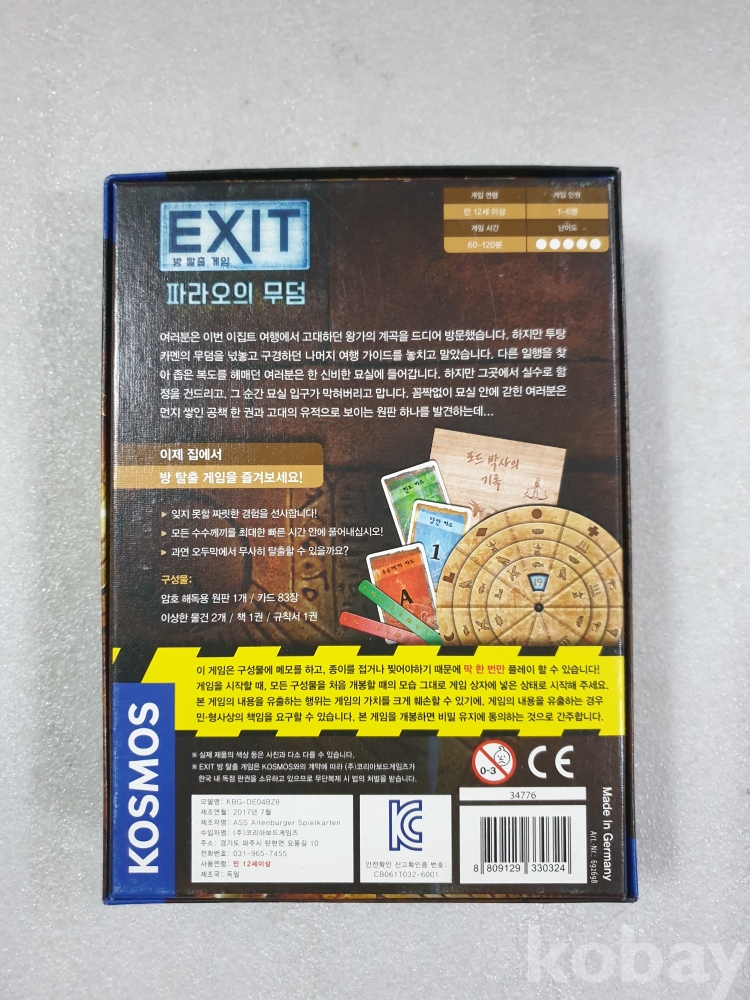 EXIT
방 탈출 게임
파라오의 무덤
게임 연령
게임 인원
만 12세 이상
1-6명
게임 시간
난이도
60-120분
여러분은 이번 이집트 여행에서 고대하던 왕가의 계곡을 드디어 방문했습니다. 하지만 투탕
카멘의 무덤을 넋놓고 구경하던 나머지 여행 가이드를 놓치고 말았습니다. 다른 일행을 찾
아 좁은 복도를 헤매던 여러분은 한 신비한 묘실에 들어갑니다. 하지만 그곳에서 실수로 함
정을 건드리고, 그 순간 묘실 입구가 막혀버리고 맙니다. 꼼짝없이 묘실 안에 갇힌 여러분은
먼지 쌓인 공책 한 권과 고대의 유적으로 보이는 원판 하나를 발견하는데...
이제 집에서
방 탈출 게임을 즐겨보세요!
▶ 잊지 못할 짜릿한 경험을 선사합니다!
▶ 모든 수수께끼를 최대한 빠른 시간 안에 풀어내십시오!
▶ 과연 오두막에서 무사히 탈출할 수 있을까요?
구성물:
암호 해독용 원판 1개 / 카드 83장
이상한 물건 2개 / 책 1권 / 규칙서 1권
포드 박사의
기록
힌트 카드
정답 카드
1
수수께끼 카드
A
19
이 게임은 구성물에 메모를 하고, 종이를 접거나 찢어야하기 때문에 딱 한 번만 플레이 할 수 있습니다!
게임을 시작할 때, 모든 구성물을 처음 개봉할 때의 모습 그대로 게임 상자에 넣은 상태로 시작해 주세요.
본 게임의 내용을 유출하는 행위는 게임의 가치를 크게 훼손할 수 있기에, 게임의 내용을 유출하는 경우
민·형사상의 책임을 요구할 수 있습니다. 본 게임을 개봉하면 비밀 유지에 동의하는 것으로 간주합니다.
KOSMOS
※ 실제 제품의 색상 등은 사진과 다소 다를 수 있습니다.
※ EXIT 방 탈출 게임은 KOSMOS와의 계약에 따라 (주)코리아보드게임즈가
한국 내 독점 판권을 소유하고 있으므로 무단복제 시 법의 처벌을 받습니다.
0-3
CE
모델명: KBG-DE04BZB
제조연월: 2017년 7월
제조자명: ASS Altenburger Spielkarten
수입자명: (주)코리아보드게임즈
주소: 경기도 파주시 탄현면 요풍길 10
전화번호: 031-965-7455
사용연령: 만 12세이상
제조국: 독일
KC
안전확인 신고확인증 번호:
CB061T032-6001
34776
8 809129 330324
Made in Germany
Art.Nr. 692698
kobay